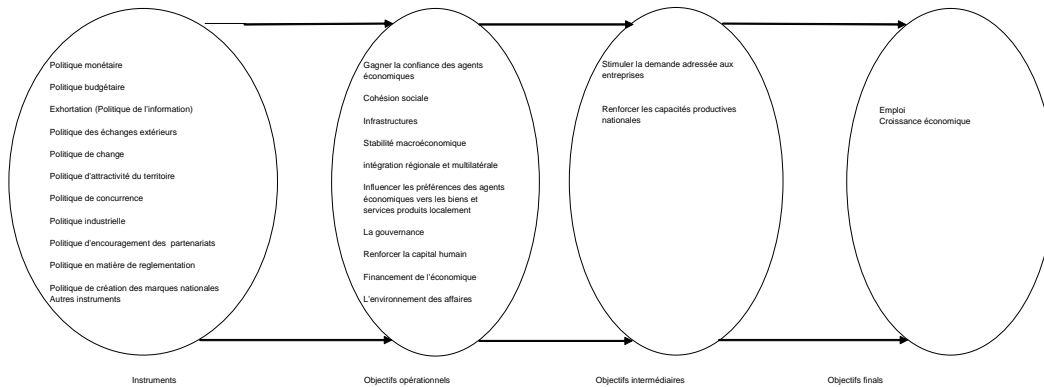 Politique monétaire
Politique budgétaire
Exhortation (Politique de l'information)
Politique des échanges extérieurs
Politique de change
Politique d'attractivité du territoire
Politique de concurrence
Politique industrielle
Politique d'encouragement des partenariats
Politique en matière de reglementation
Politique de création des marques nationales
Autres instruments
Gagner la confiance des agents
économiques
Cohésion sociale
Infrastructures
Stabilité macroéconomique
intégration régionale et multilatérale
Influencer les préférences des agents
économiques vers les biens et
services produits localement
La gouvernance
Renforcer la capital humain
Financement de l'économique
L'environnement des affaires
Stimuler la demande adressée aux
entreprises
Renforcer les capacités productives
nationales
Emploi
Croissance économique
Instruments
Objectifs opérationnels
Objectifs intermédiaires
Objectifs finals